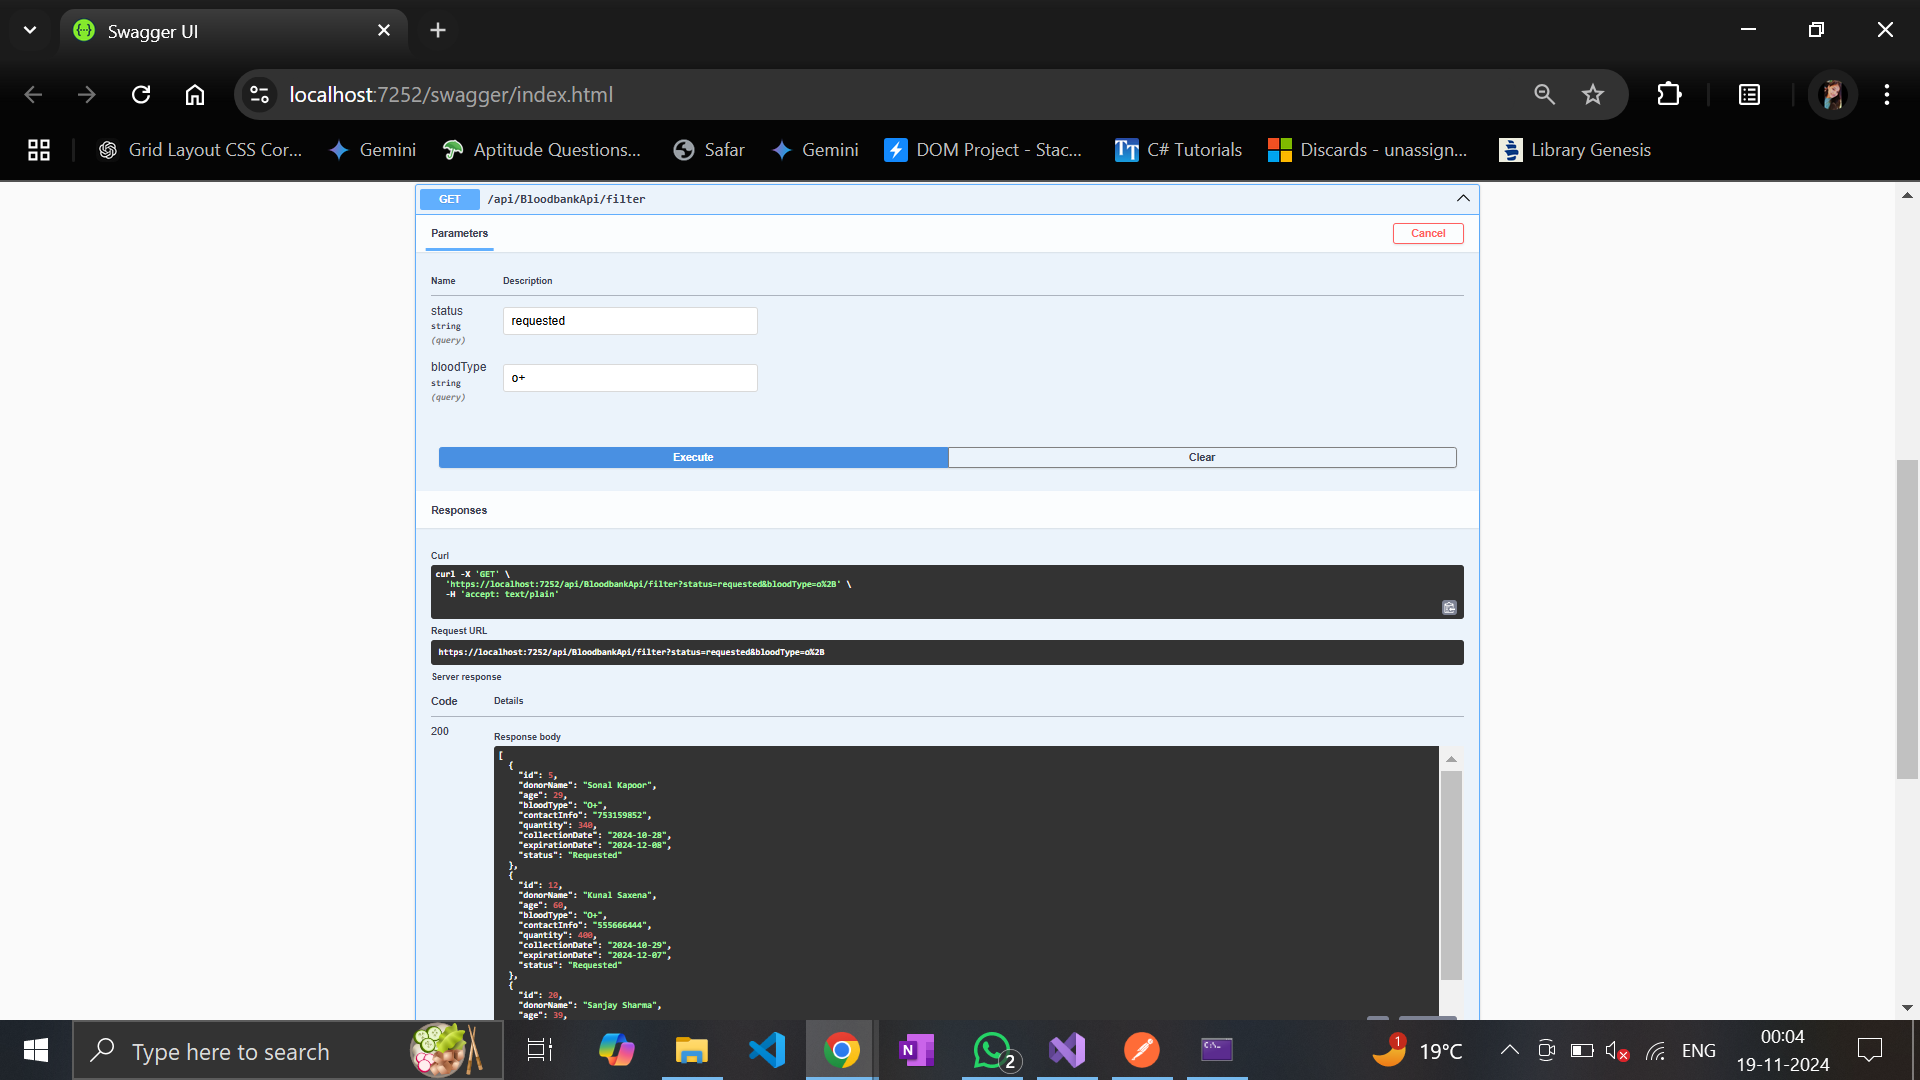 Swagger UI
localhost:7252/swagger/index.html
Grid Layout CSS Cor...
Gemini
Aptitude Questions...
Safar
Gemini
DOM Project - Stac...
TT
C# Tutorials
Discards - unassign...
Library Genesis
GET
/api/BloodbankApi/filter
Parameters
Cancel
Name
Description
status
string
(query)
requested
bloodType
string
(query)
o+
Execute
Clear
Responses
Curl
curl -X 'GET' \
'https://localhost:7252/api/BloodbankApi/filter?status=requested&bloodType=o%2B' \
-H 'accept: text/plain'
Request URL
https://localhost:7252/api/BloodbankApi/filter?status=requested&bloodType=o%2B
Server response
Code
Details
200
Response body
[
{
"id": 5,
"donorName": "Sonal Kapoor",
"age": 29,
"bloodType": "O+",
"contactInfo": "753159852",
"quantity": 340,
"collectionDate": "2024-10-28",
"expirationDate": "2024-12-08",
"status": "Requested"
},
{
"id": 12,
"donorName": "Kunal Saxena",
"age": 60,
"bloodType": "O+",
"contactInfo": "555666444",
"quantity": 400,
"collectionDate": "2024-10-29",
"expirationDate": "2024-12-07",
"status": "Requested"
},
{
"id": 20,
"donorName": "Sanjay Sharma",
"age": 39,
Type here to search
N
2
C:\_
1
19°C
ENG
00:04
19-11-2024